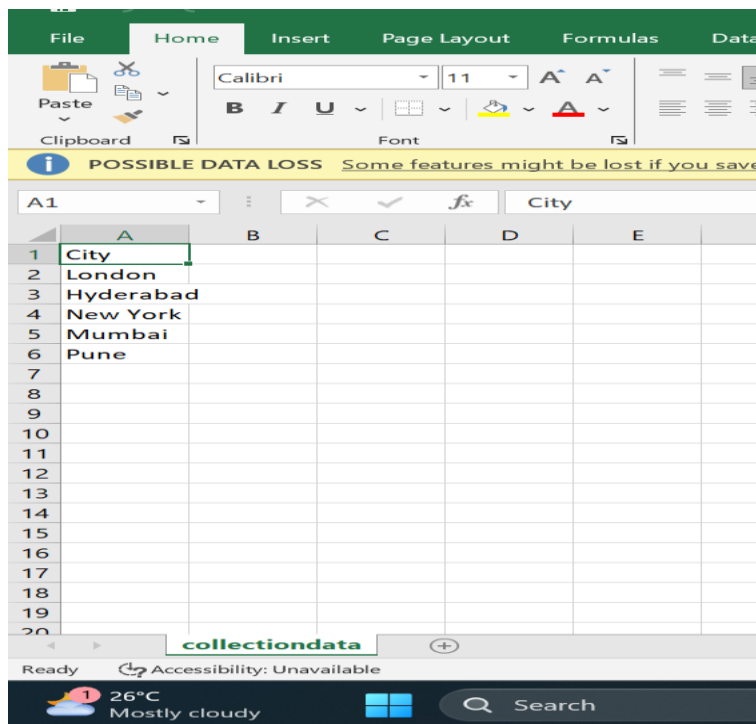 File Home Insert Page Layout Formulas Data
Calibri 11 A A
Paste B I U A
Clipboard Font
i POSSIBLE DATA LOSS Some features might be lost if you save
A1 fx City
A B C D E
1 City
2 London
3 Hyderabad
4 New York
5 Mumbai
6 Pune
7
8
9
10
11
12
13
14
15
16
17
18
19
20
collectiondata
Ready Accessibility: Unavailable
1 26°C
Mostly cloudy
Search